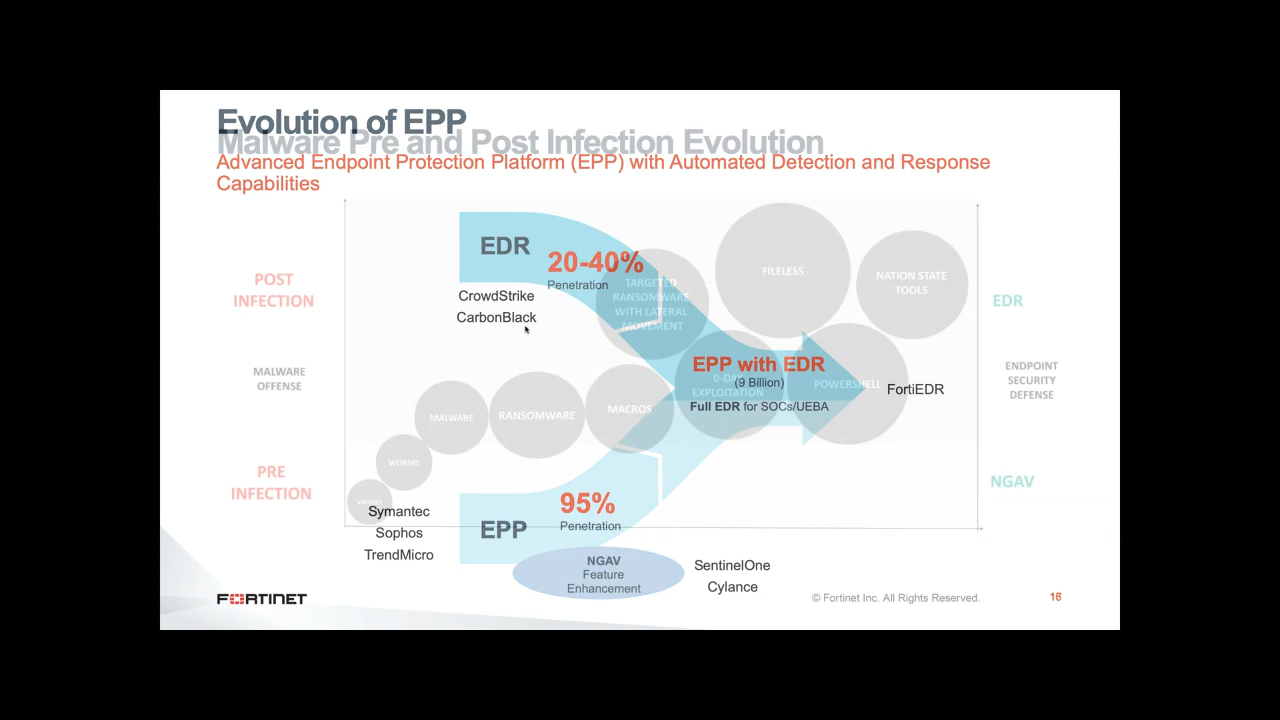 Evolution of EPP
Malware Pre and Post Infection Evolution
Advanced Endpoint Protection Platform (EPP) with Automated Detection and Response
Capabilities
EDR
20-40%
Penetration
CrowdStrike
CarbonBlack
POST
INFECTION
TARGETED
RANSOMWARE
WITH LATERAL
MOVEMENT
FILELESS
NATION STATE
TOOLS
EDR
MALWARE
OFFENSE
EPP with EDR
(9 Billion)
0-DAY
EXPLOITATION
POWERSHELL
Full EDR for SOCs/UEBA
FortiEDR
ENDPOINT
SECURITY
DEFENSE
MALWARE
RANSOMWARE
MACROS
WORMS
PRE
INFECTION
VIRUSES
NGAV
Symantec
Sophos
TrendMicro
EPP
95%
Penetration
NGAV
Feature
Enhancement
SentinelOne
Cylance
FORTINET
© Fortinet Inc. All Rights Reserved.
16